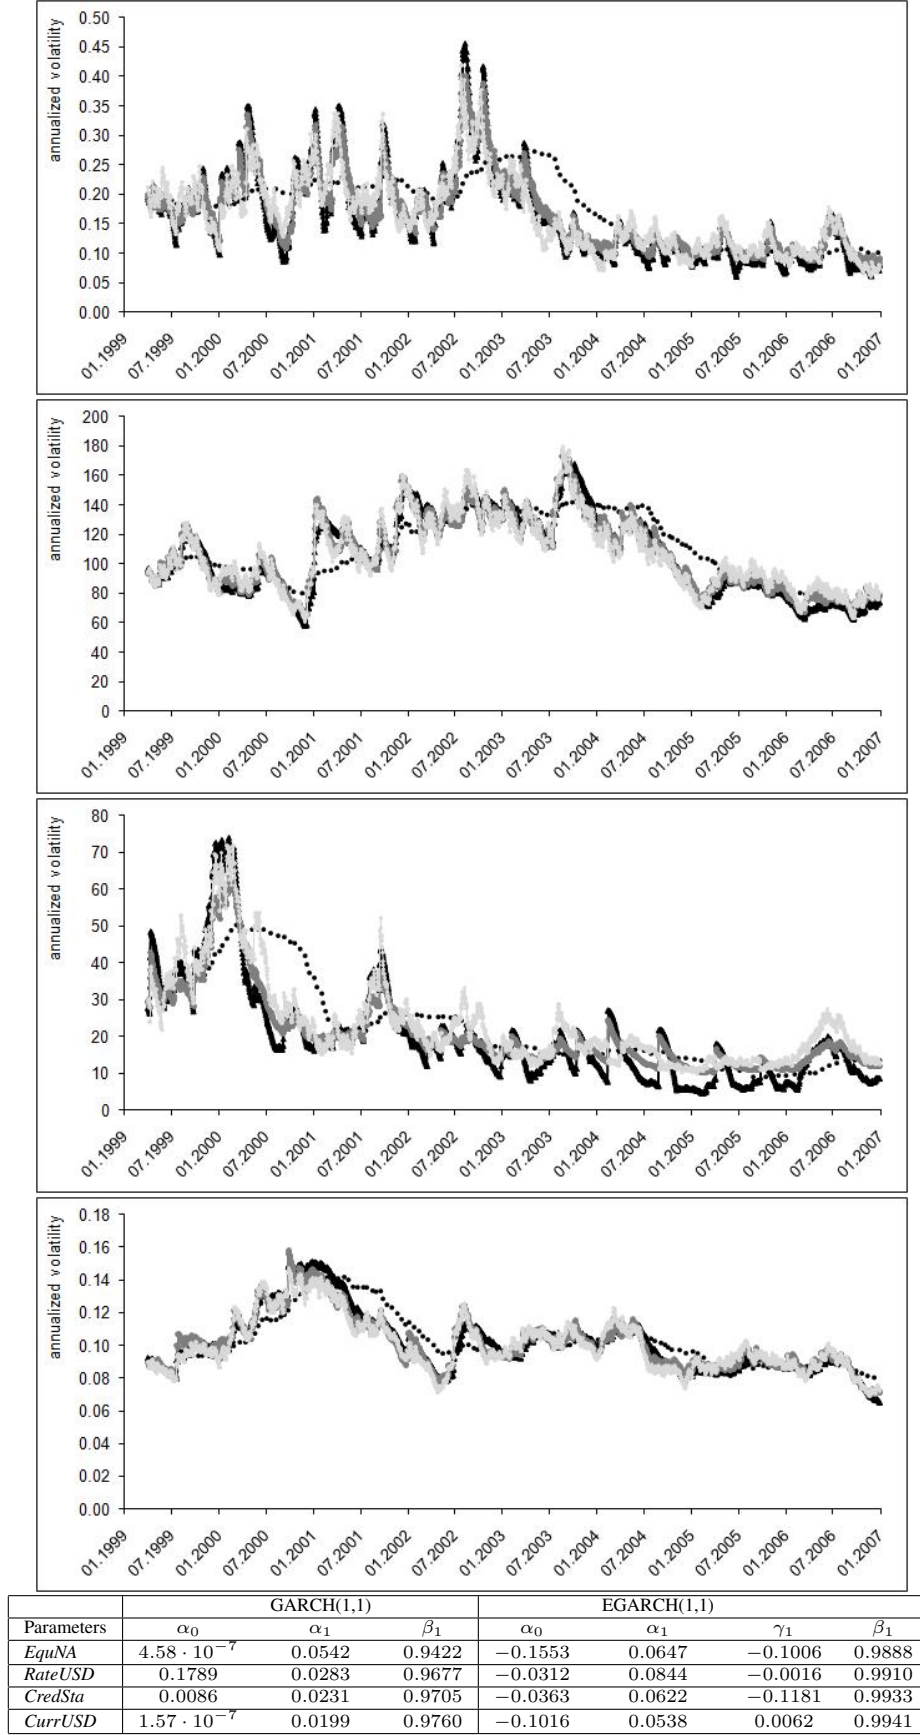 annualized volatility
0.50
0.45
0.40
0.35
0.30
0.25
0.20
0.15
0.10
0.05
0.00
01.1999 07.1999 01.2000 07.2000 01.2001 07.2001 01.2002 07.2002 01.2003 07.2003 01.2004 07.2004 01.2005 07.2005 01.2006 07.2006 01.2007
annualized volatility
200
180
160
140
120
100
80
60
40
20
0
01.1999 07.1999 01.2000 07.2000 01.2001 07.2001 01.2002 07.2002 01.2003 07.2003 01.2004 07.2004 01.2005 07.2005 01.2006 07.2006 01.2007
annualized volatility
80
70
60
50
40
30
20
10
0
01.1999 07.1999 01.2000 07.2000 01.2001 07.2001 01.2002 07.2002 01.2003 07.2003 01.2004 07.2004 01.2005 07.2005 01.2006 07.2006 01.2007
annualized volatility
0.18
0.16
0.14
0.12
0.10
0.08
0.06
0.04
0.02
0.00
01.1999 07.1999 01.2000 07.2000 01.2001 07.2001 01.2002 07.2002 01.2003 07.2003 01.2004 07.2004 01.2005 07.2005 01.2006 07.2006 01.2007
GARCH(1,1) EGARCH(1,1)
Parameters α₀ α₁ β₁ α₀ α₁ γ₁ β₁
EquNA 4.58 · 10⁻⁷ 0.0542 0.9422 −0.1553 0.0647 −0.1006 0.9888
RateUSD 0.1789 0.0283 0.9677 −0.0312 0.0844 −0.0016 0.9910
CredSta 0.0086 0.0231 0.9705 −0.0363 0.0622 −0.1181 0.9933
CurrUSD 1.57 · 10⁻⁷ 0.0199 0.9760 −0.1016 0.0538 0.0062 0.9941